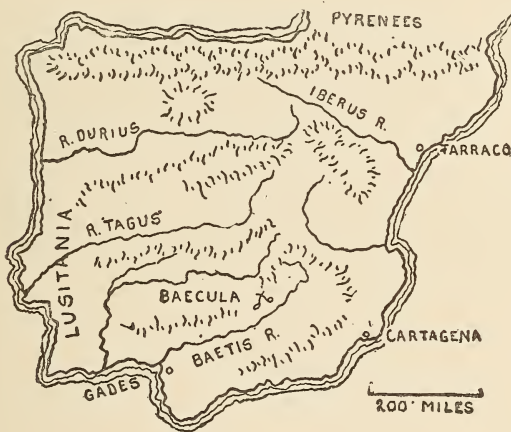 PYRENEES
IBERUS R.
R. DURIUS
TARRACO
R. TAGUS
LUSITANIA
BAECULA
BAETIS R.
CARTAGENA
GADES
200 MILES